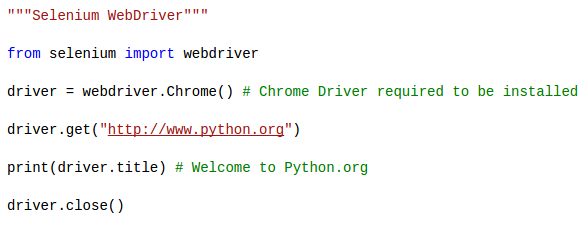 """Selenium WebDriver"""
from selenium import webdriver
driver = webdriver.Chrome() # Chrome Driver required to be installed
driver.get("http://www.python.org")
print(driver.title) # Welcome to Python.org
driver.close()